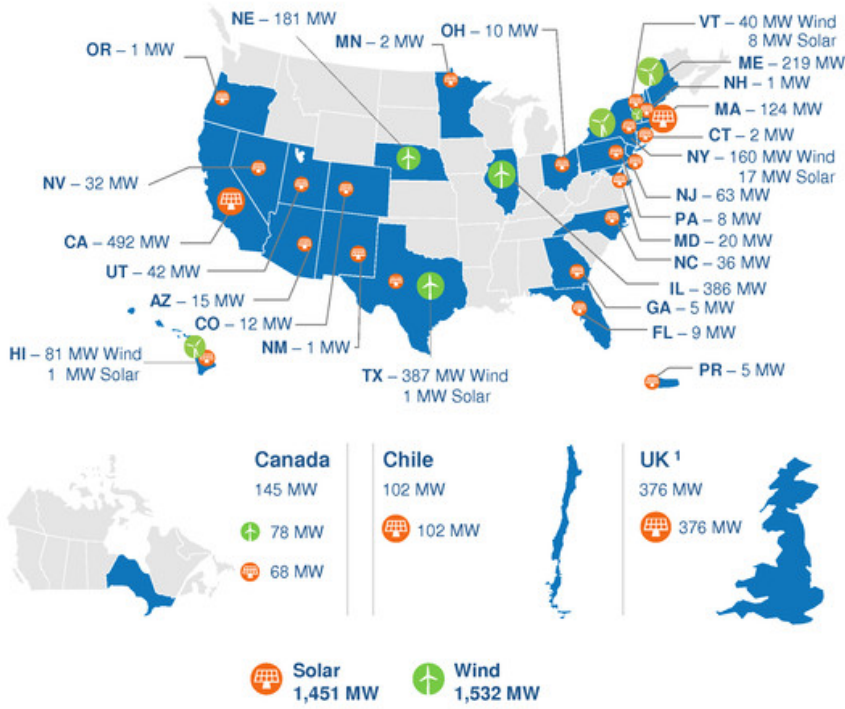 NE – 181 MW
MN – 2 MW
OH – 10 MW
VT – 40 MW Wind
8 MW Solar
OR – 1 MW
ME – 219 MW
NH – 1 MW
MA – 124 MW
CT – 2 MW
NY – 160 MW Wind
17 MW Solar
NV – 32 MW
NJ – 63 MW
PA – 8 MW
CA – 492 MW
MD – 20 MW
NC – 36 MW
UT – 42 MW
IL – 386 MW
AZ – 15 MW
GA – 5 MW
CO – 12 MW
FL – 9 MW
NM – 1 MW
HI – 81 MW Wind
1 MW Solar
TX – 387 MW Wind
1 MW Solar
PR – 5 MW
Canada
145 MW
78 MW
68 MW
Chile
102 MW
102 MW
UK 1
376 MW
376 MW
Solar
1,451 MW
Wind
1,532 MW